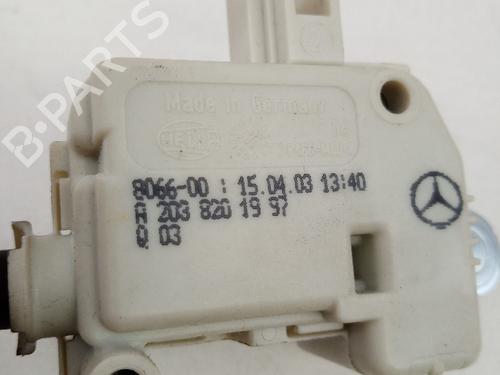 Made in Germany
HELLA
8066-00 : 15.04.03 13:40
A 203 820 19 97
Q 03
B-PARTS